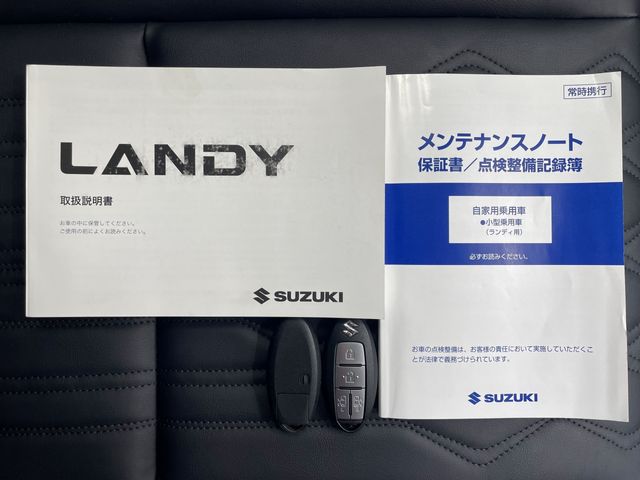 LANDY
取扱説明書
お車の中に保管してください。
ご使用の前によくお読みください。
SUZUKI
常時携行
メンテナンスノート
保証書／点検整備記録簿
自家用乗用車
●小型乗用車
（ランディ用）
必ずお読みください。
お車の点検整備は、お客様の責任において実施していただくこ
とが法律で義務づけられています。
SUZUKI